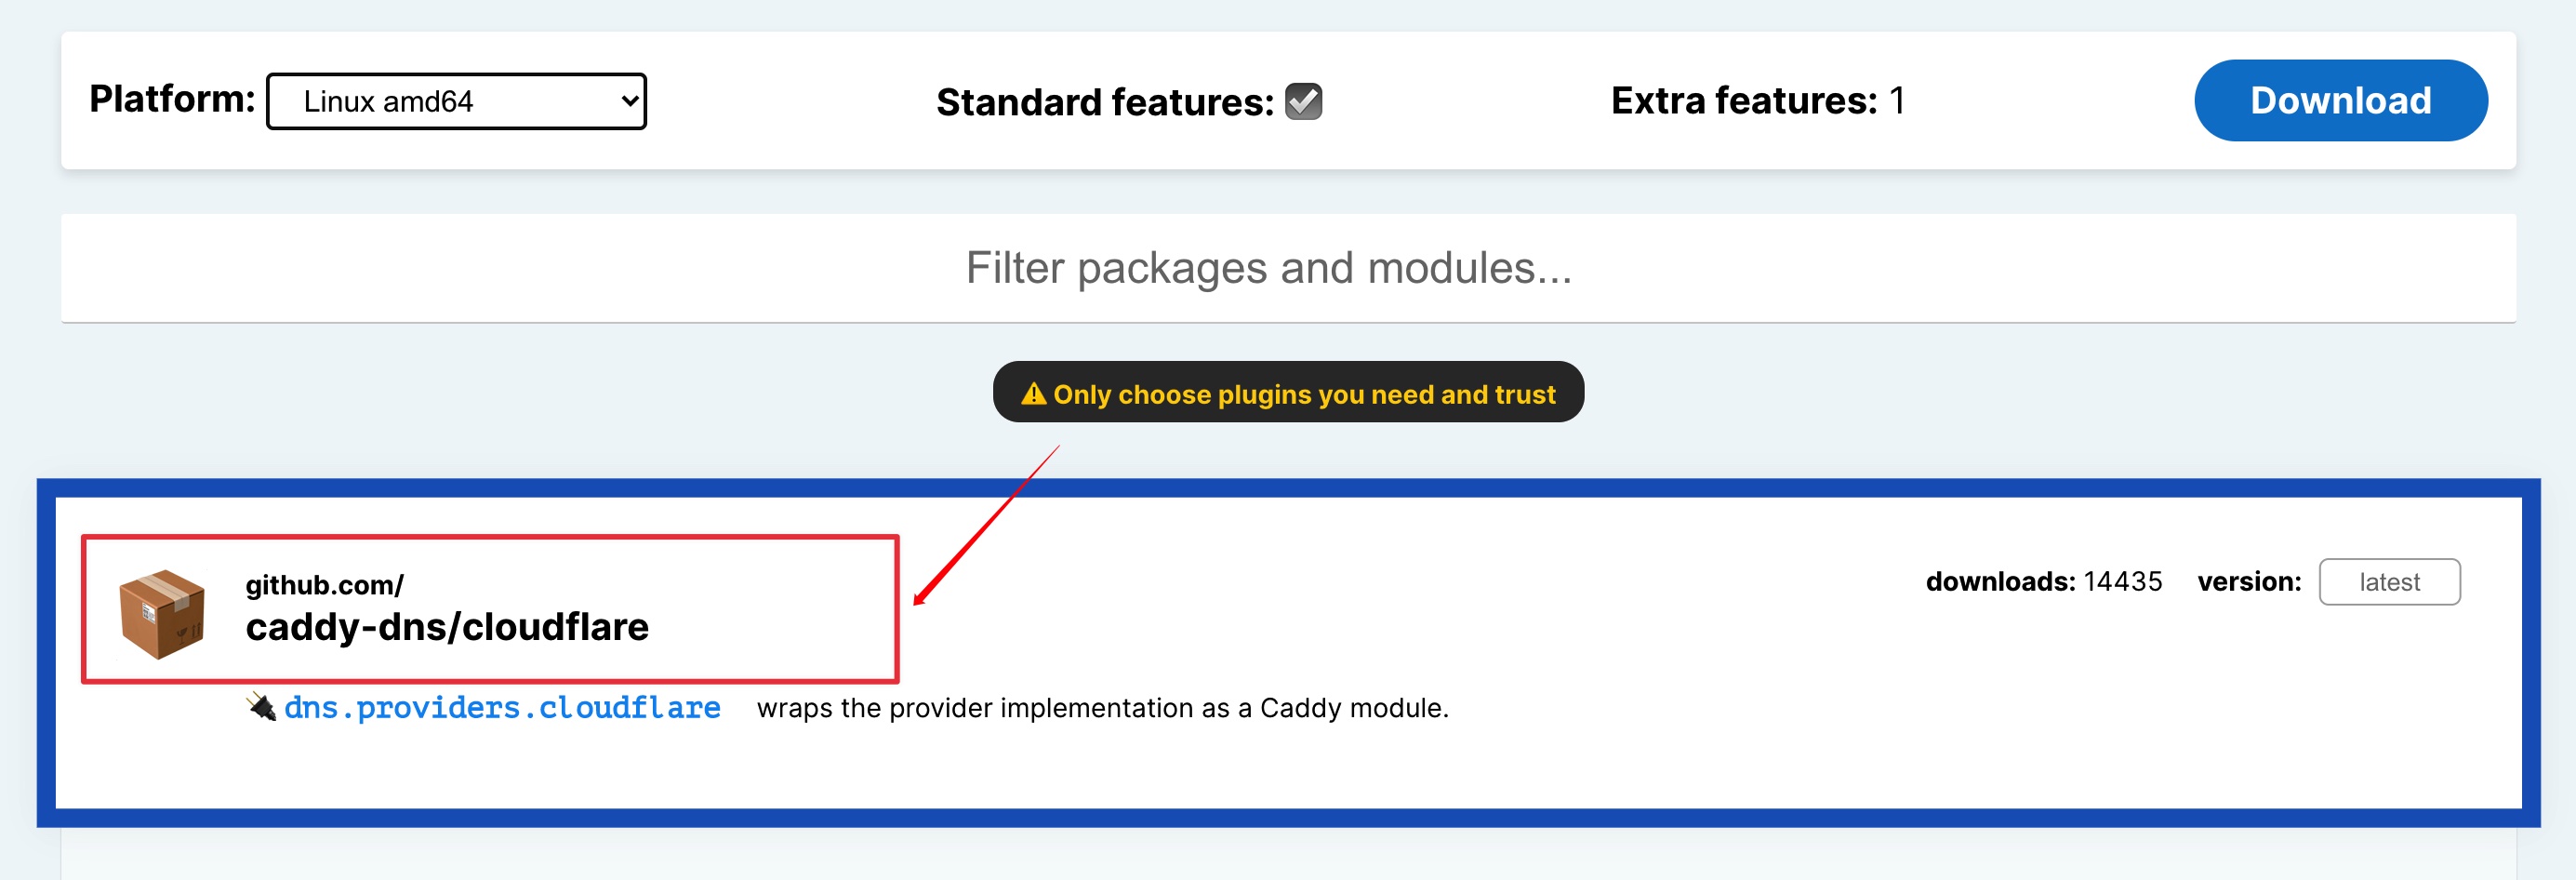 Platform: Linux amd64 Standard features: Extra features: 1 Download
Filter packages and modules...
Only choose plugins you need and trust
github.com/
caddy-dns/cloudflare
downloads: 14435 version: latest
dns.providers.cloudflare wraps the provider implementation as a Caddy module.